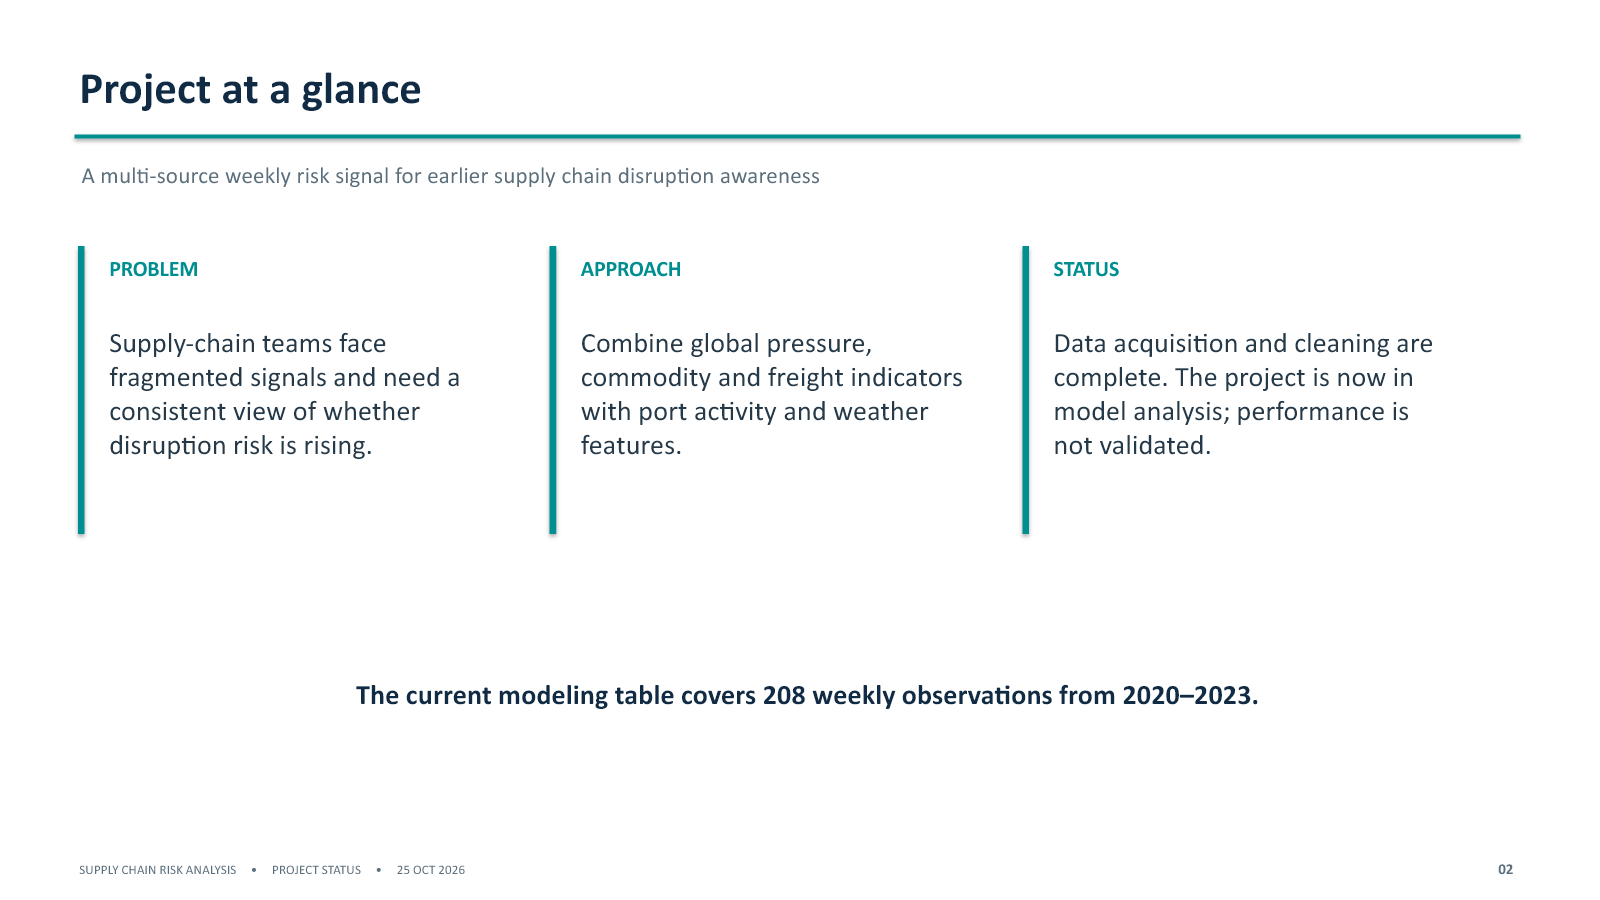 Project at a glance
A multi-source weekly risk signal for earlier supply chain disruption awareness
PROBLEM
Supply-chain teams face
fragmented signals and need a
consistent view of whether
disruption risk is rising.
APPROACH
Combine global pressure,
commodity and freight indicators
with port activity and weather
features.
STATUS
Data acquisition and cleaning are
complete. The project is now in
model analysis; performance is
not validated.
The current modeling table covers 208 weekly observations from 2020–2023.
SUPPLY CHAIN RISK ANALYSIS • PROJECT STATUS • 25 OCT 2026
02